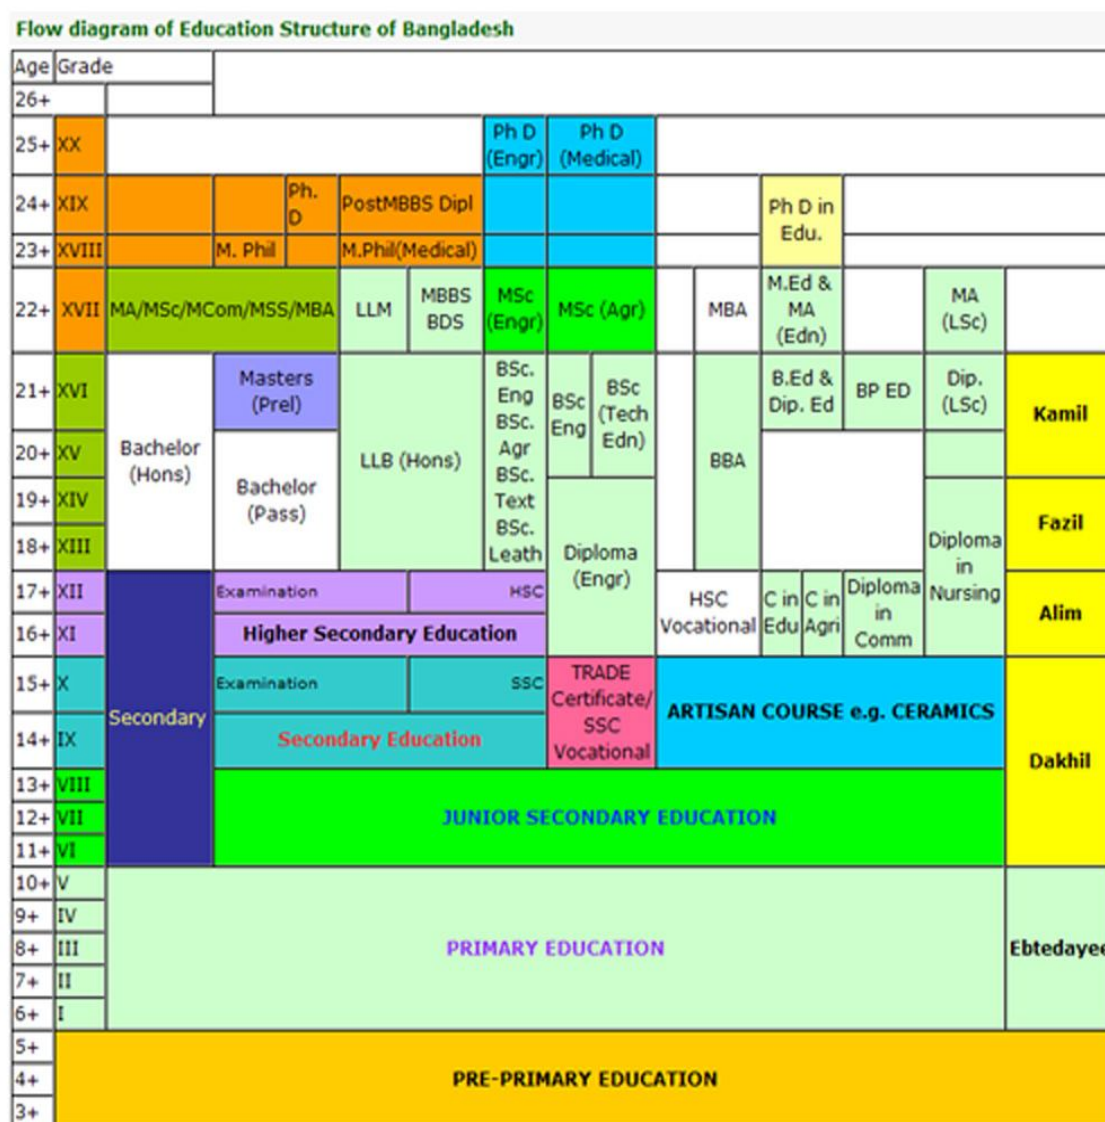 Flow diagram of Education Structure of Bangladesh
Age Grade
26+
25+ XX Ph D (Engr) Ph D (Medical)
24+ XIX Ph. D PostMBBS Dipl Ph D in Edu.
23+ XVIII M. Phil M.Phil(Medical)
22+ XVII MA/MSc/MCom/MSS/MBA LLM MBBS BDS MSc (Engr) MSc (Agr) MBA M.Ed & MA (Edn) MA (LSc)
21+ XVI Masters (Prel) BSc. Eng BSc. Agr BSc. Text BSc. Leath BSc Eng BSc (Tech Edn) B.Ed & Dip. Ed BP ED Dip. (LSc) Kamil
20+ XV Bachelor (Hons) LLB (Hons) BBA
19+ XIV Bachelor (Pass) Fazil
18+ XIII Diploma (Engr) Diploma in Nursing
17+ XII Examination HSC HSC Vocational C in Edu C in Agri Diploma in Comm Alim
16+ XI Higher Secondary Education
15+ X Secondary Examination SSC TRADE Certificate/ SSC Vocational ARTISAN COURSE e.g. CERAMICS
14+ IX Secondary Education Dakhil
13+ VIII
12+ VII JUNIOR SECONDARY EDUCATION
11+ VI
10+ V
9+ IV
8+ III PRIMARY EDUCATION Ebtedayee
7+ II
6+ I
5+
4+ PRE-PRIMARY EDUCATION
3+